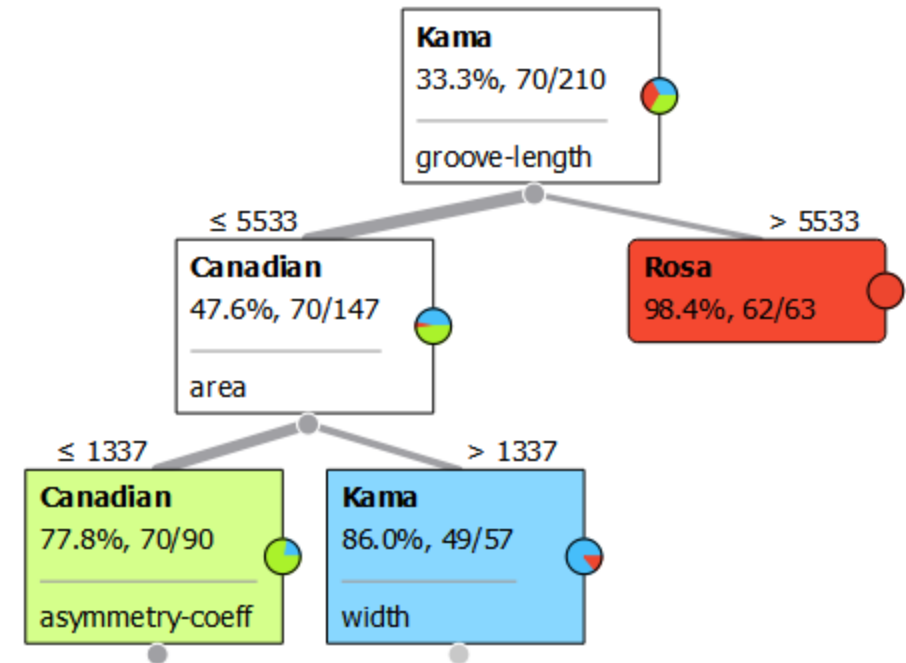 Kama
33.3%, 70/210
groove-length
≤ 5533
> 5533
Canadian
47.6%, 70/147
area
Rosa
98.4%, 62/63
≤ 1337
> 1337
Canadian
77.8%, 70/90
asymmetry-coeff
Kama
86.0%, 49/57
width